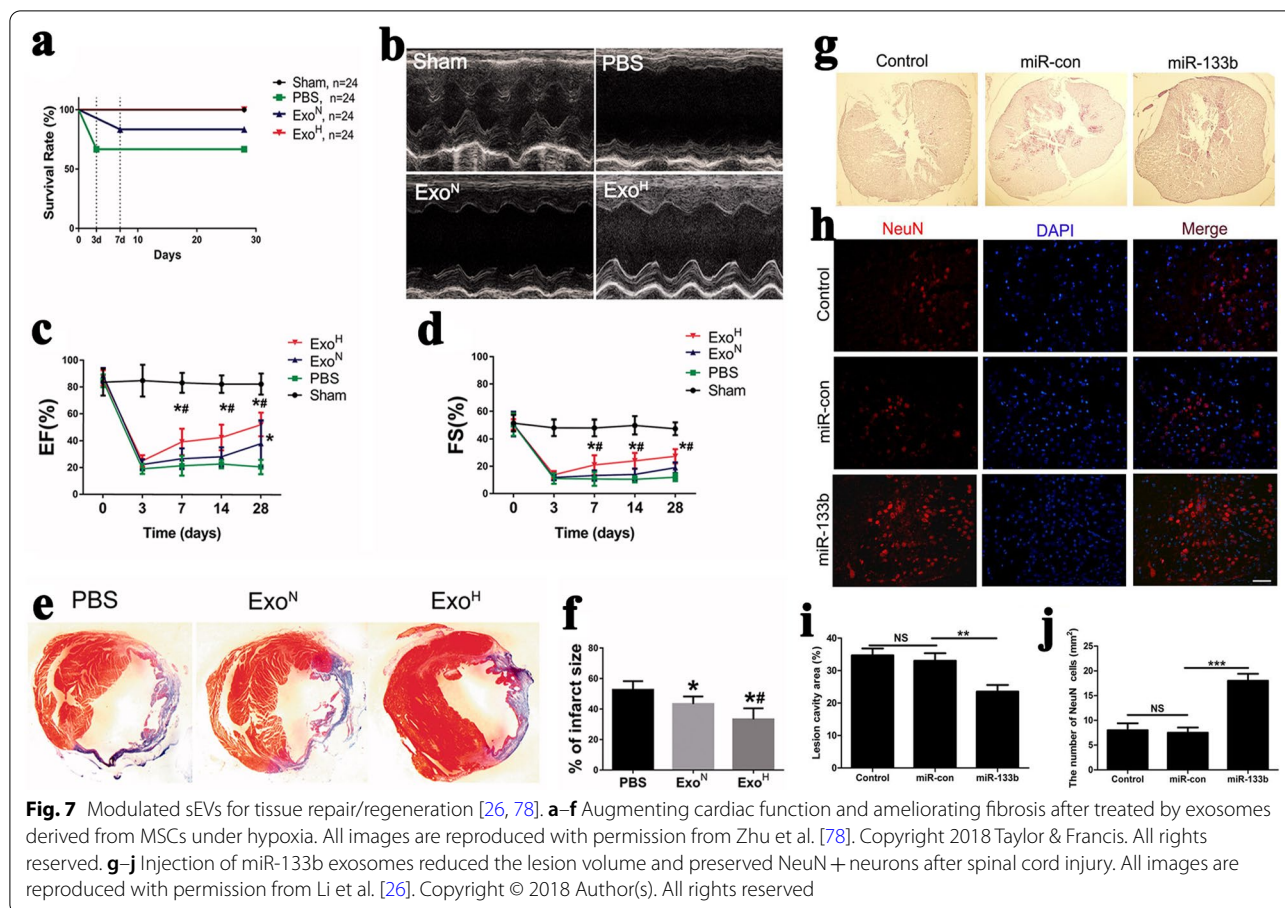 a
Sham, n=24
PBS, n=24
Exoᴺ, n=24
Exoᴴ, n=24
Survival Rate (%)
100
50
0
0 3d 7d 10 20 30
Days
b
Sham
PBS
Exoᴺ
Exoᴴ
c
Exoᴴ
Exoᴺ
PBS
Sham
EF(%)
100
80
60
40
20
0
*#
*#
*#
*
0 3 7 14 28
Time (days)
d
Exoᴴ
Exoᴺ
PBS
Sham
FS(%)
100
80
60
40
20
0
*#
*#
*#
0 3 7 14 28
Time (days)
e
PBS
Exoᴺ
Exoᴴ
f
% of infarct size
80
60
40
20
0
*
*#
PBS
Exoᴺ
Exoᴴ
g
Control
miR-con
miR-133b
h
NeuN
DAPI
Merge
Control
miR-con
miR-133b
i
Lesion cavity area (%)
40
30
20
10
0
NS
**
Control
miR-con
miR-133b
j
The number of NeuN cells (mm²)
25
20
15
10
5
0
NS
***
Control
miR-con
miR-133b
Fig. 7 Modulated sEVs for tissue repair/regeneration [26, 78]. a–f Augmenting cardiac function and ameliorating fibrosis after treated by exosomes
derived from MSCs under hypoxia. All images are reproduced with permission from Zhu et al. [78]. Copyright 2018 Taylor & Francis. All rights
reserved. g–j Injection of miR-133b exosomes reduced the lesion volume and preserved NeuN + neurons after spinal cord injury. All images are
reproduced with permission from Li et al. [26]. Copyright © 2018 Author(s). All rights reserved